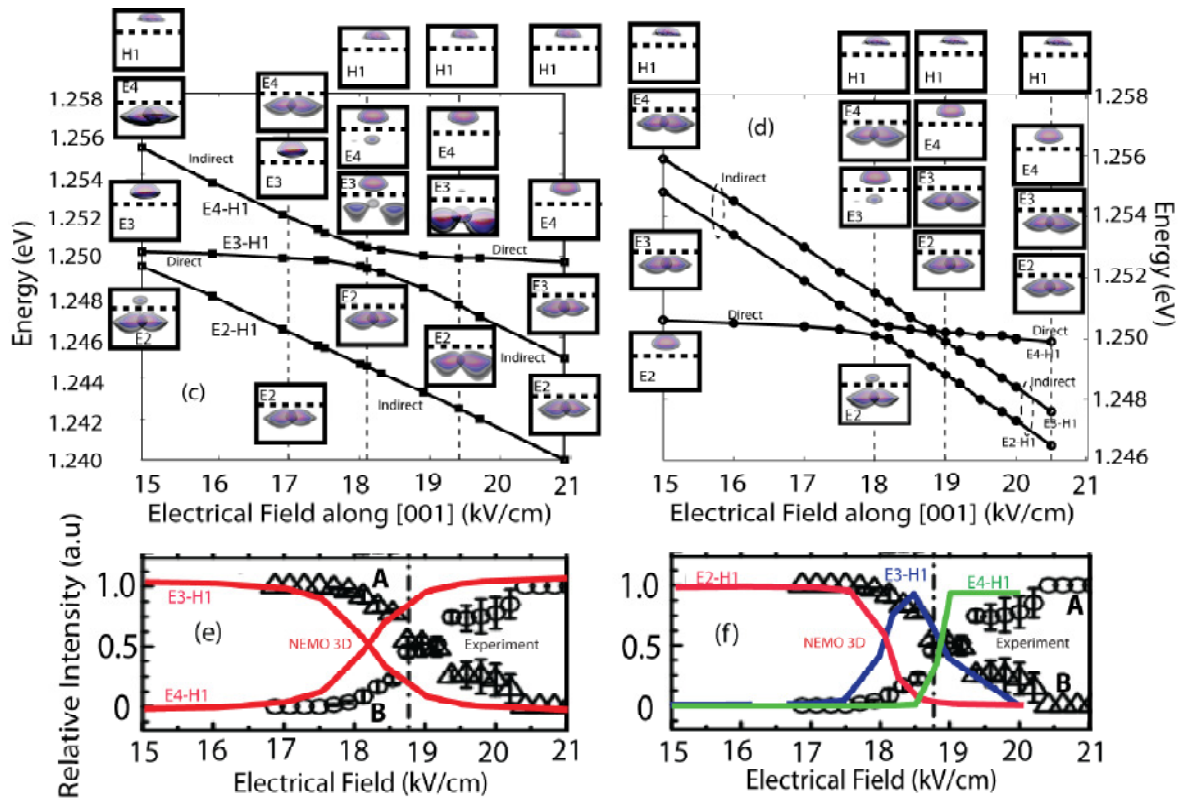 H1
H1
H1
H1
E4
E4
E4
E4
E3
E3
E3
E4
E3
E3
E2
E2
E2
E2
E2
Indirect
E4-H1
E3-H1
Direct
E2-H1
Direct
Indirect
Indirect
(c)
Energy (eV)
1.258
1.256
1.254
1.252
1.250
1.248
1.246
1.244
1.242
1.240
15 16 17 18 19 20 21
Electrical Field along [001] (kV/cm)
H1
H1
H1
H1
E4
E4
E4
E4
E3
E3
E3
E3
E2
E2
E2
E2
(d)
Indirect
Direct
Direct
E4-H1
Indirect
E3-H1
E2-H1
Energy (eV)
1.258
1.256
1.254
1.252
1.250
1.248
1.246
15 16 17 18 19 20 21
Electrical Field along [001] (kV/cm)
Relative Intensity (a.u)
1.0
0.5
0
E3-H1
E4-H1
(e)
NEMO 3D
A
B
Experiment
15 16 17 18 19 20 21
Electrical Field (kV/cm)
1.0
0.5
0
E2-H1
E3-H1
E4-H1
(f)
NEMO 3D
Experiment
A
B
15 16 17 18 19 20 21
Electrical Field (kV/cm)